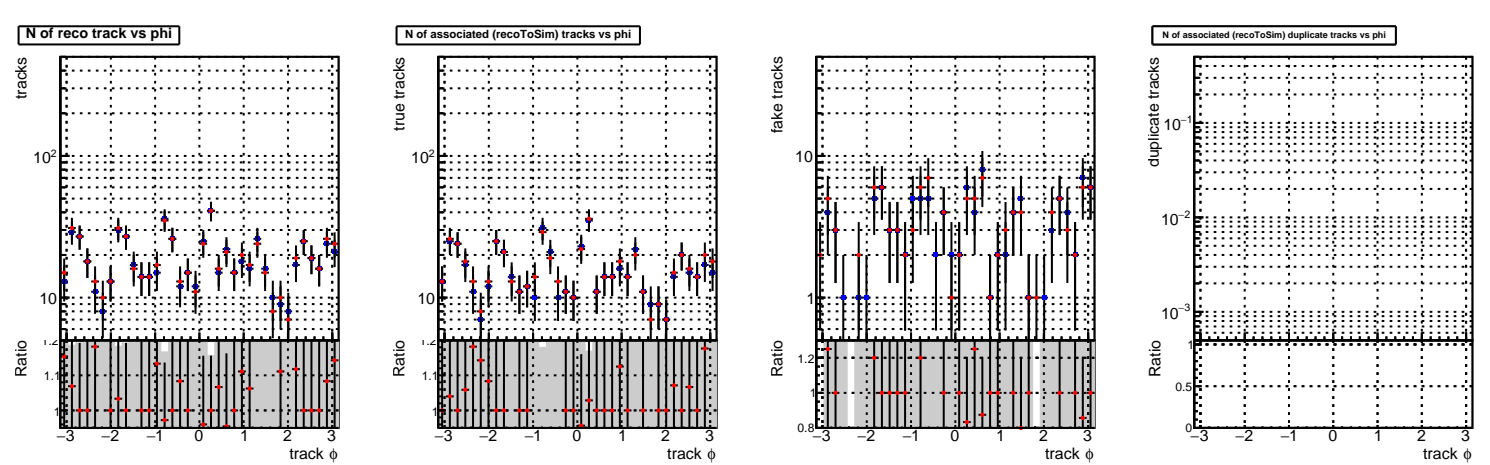 N of reco track vs phi
N of associated (recoToSim) tracks vs phi
N of associated (recoToSim) duplicate tracks vs phi
tracks
10²
10
Ratio
1.2
1.1
1
−3 −2 −1 0 1 2 3
track ϕ
true tracks
10²
10
Ratio
1.2
1.1
1
−3 −2 −1 0 1 2 3
track ϕ
fake tracks
10
1
Ratio
1.2
1
0.8
−3 −2 −1 0 1 2 3
track ϕ
duplicate tracks
10⁻¹
10⁻²
10⁻³
Ratio
1
0.5
0
−3 −2 −1 0 1 2 3
track ϕ